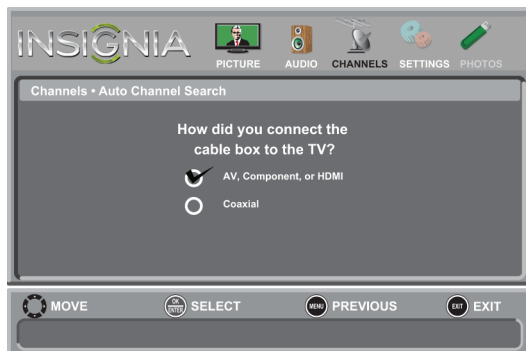 INSIGNIA
PICTURE AUDIO CHANNELS SETTINGS PHOTOS
Channels • Auto Channel Search
How did you connect the
cable box to the TV?
AV, Component, or HDMI
Coaxial
MOVE OK ENTER SELECT MENU PREVIOUS EXIT EXIT